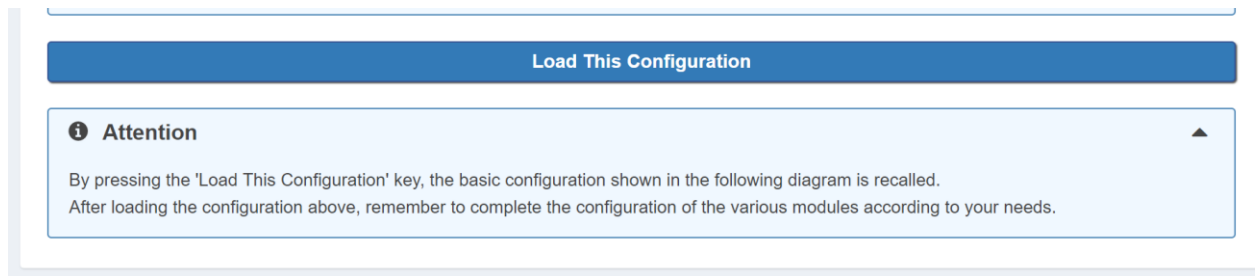 Load This Configuration
Attention
By pressing the 'Load This Configuration' key, the basic configuration shown in the following diagram is recalled.
After loading the configuration above, remember to complete the configuration of the various modules according to your needs.